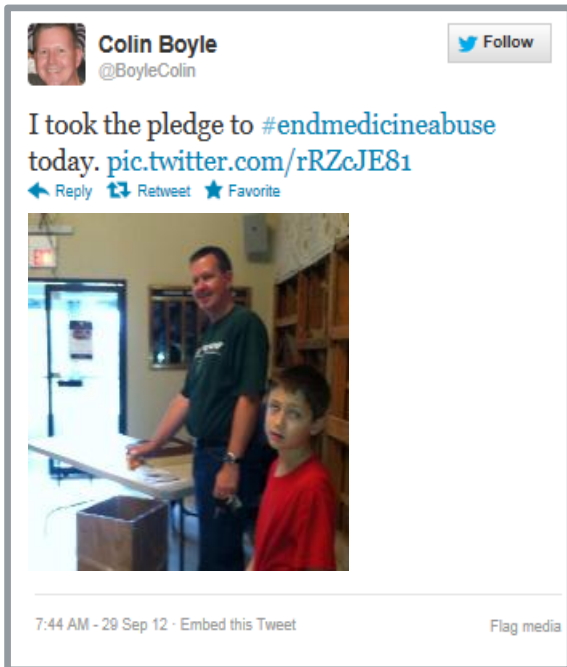 Colin Boyle
@BoyleColin
Follow
I took the pledge to #endmedicineabuse
today. pic.twitter.com/rRZcJE81
Reply Retweet Favorite
7:44 AM - 29 Sep 12 · Embed this Tweet
Flag media